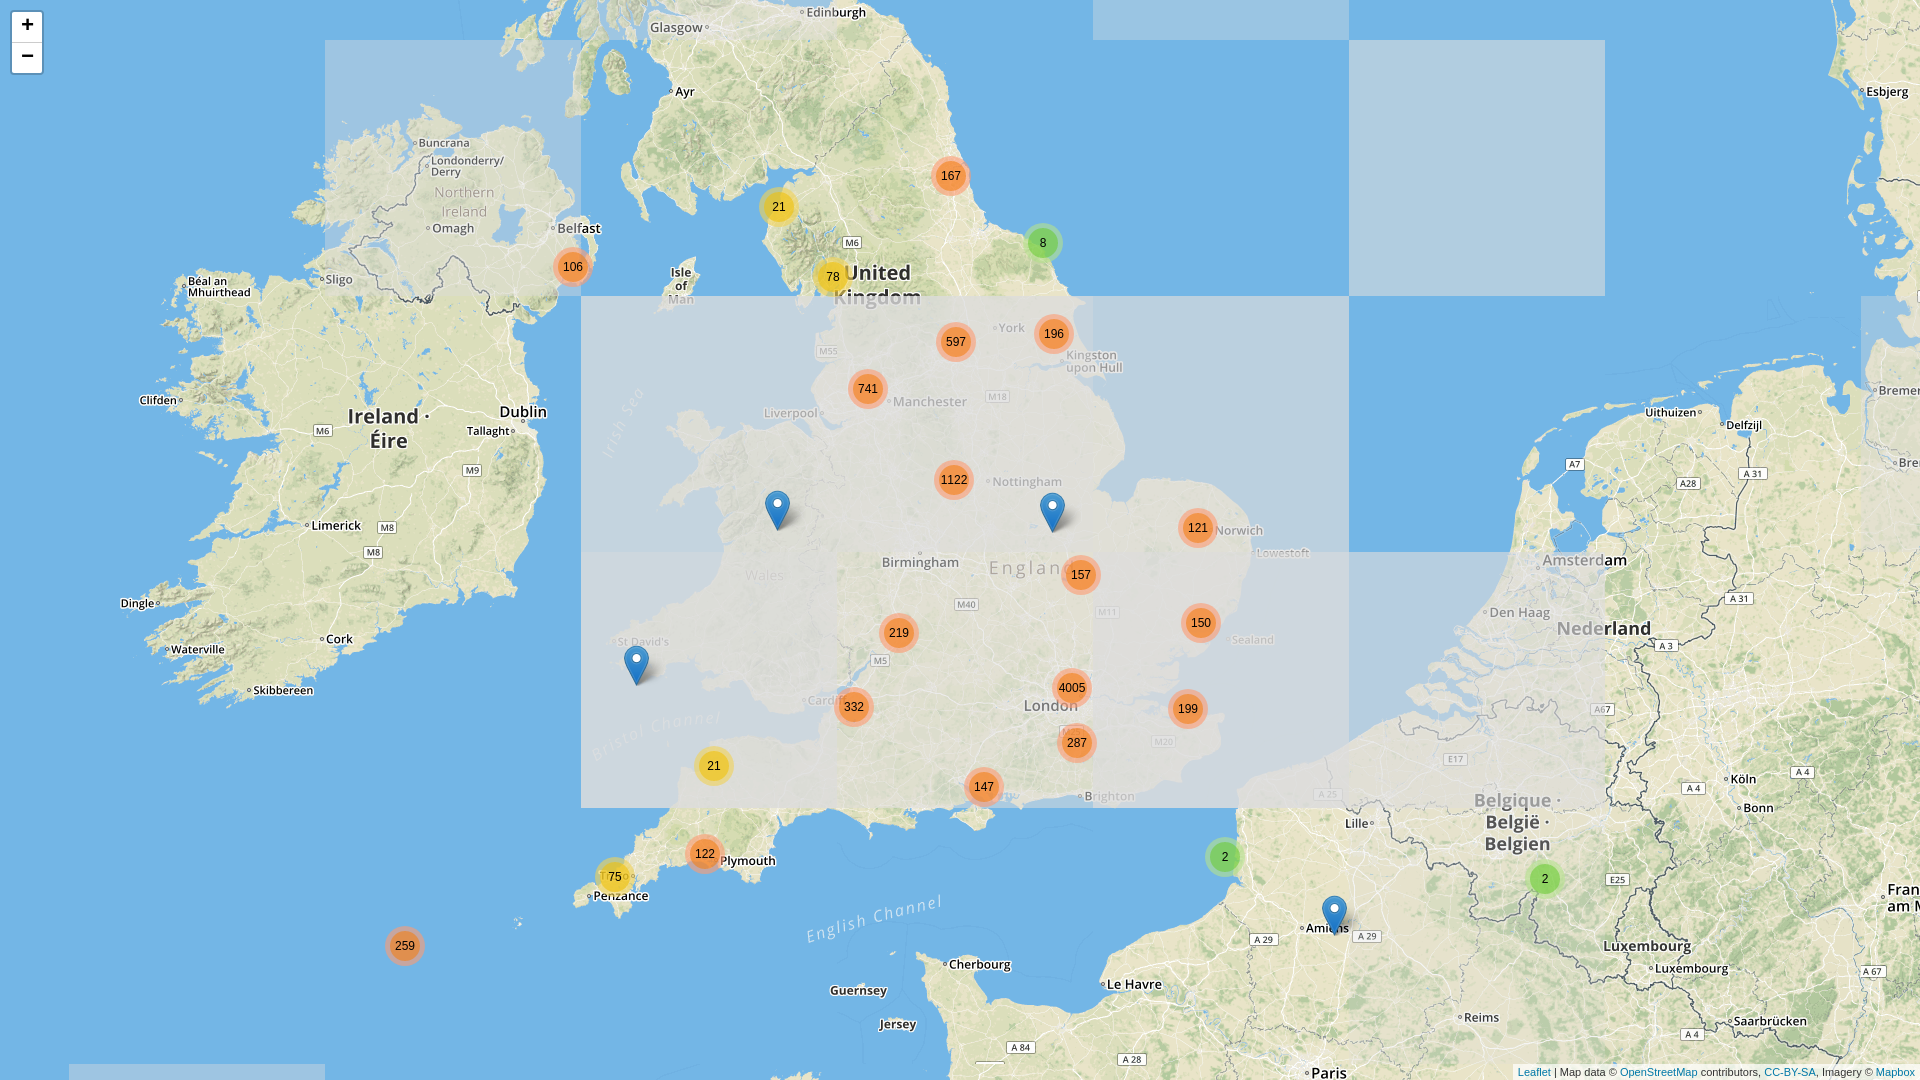 +
−
Edinburgh
Glasgow
Ayr
Esbjerg
Buncrana
Londonderry/
Derry
167
Northern
Ireland
21
Omagh
Belfast
M6
8
106
78
United
Kingdom
Isle
of
Man
Sligo
Béal an
Mhuirthead
York
196
597
M55
Kingston
upon Hull
741
Manchester
M18
Liverpool
Irish Sea
Clifden
Ireland ·
Éire
Dublin
Tallaght
M6
M9
Uithuizen
Delfzijl
Bremer
Bre
A7
A 31
A28
1122
Nottingham
Limerick
M8
M8
121
Norwich
Lowestoft
Birmingham
Englan
157
Wales
Amsterdam
A 31
Den Haag
Nederland
A 3
M40
M11
150
219
Sealand
M5
Dingle
Cork
Waterville
Skibbereen
St David's
4005
London
199
Cardiff
332
287
M20
Bristol Channel
A67
E17
21
147
Brighton
A 25
Köln
A 4
A 4
Bonn
Belgique ·
België ·
Belgien
Lille
122
Plymouth
2
75
Penzance
2
E25
English Channel
259
Amiens
A 29
A 29
Fran
am M
Luxembourg
Luxembourg
A 67
Cherbourg
Le Havre
Guernsey
Jersey
Reims
Saarbrücken
A 4
A 84
A 28
Paris
Leaflet | Map data © OpenStreetMap contributors, CC-BY-SA, Imagery © Mapbox